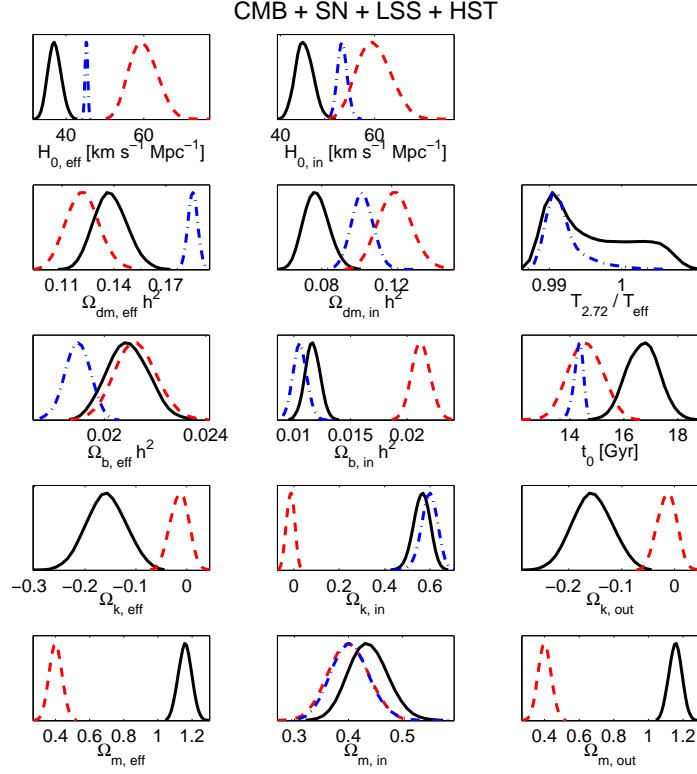 CMB + SN + LSS + HST
40 60
H0, eff [km s−1 Mpc−1]
40 60
H0, in [km s−1 Mpc−1]
0.11 0.14 0.17
Ωdm, eff h2
0.08 0.12
Ωdm, in h2
0.99 1
T2.72 / Teff
0.02 0.024
Ωb, eff h2
0.01 0.015 0.02
Ωb, in h2
14 16 18
t0 [Gyr]
−0.3 −0.2 −0.1 0
Ωk, eff
0 0.2 0.4 0.6
Ωk, in
−0.2 −0.1 0
Ωk, out
0.4 0.6 0.8 1 1.2
Ωm, eff
0.3 0.4 0.5
Ωm, in
0.4 0.6 0.8 1 1.2
Ωm, out